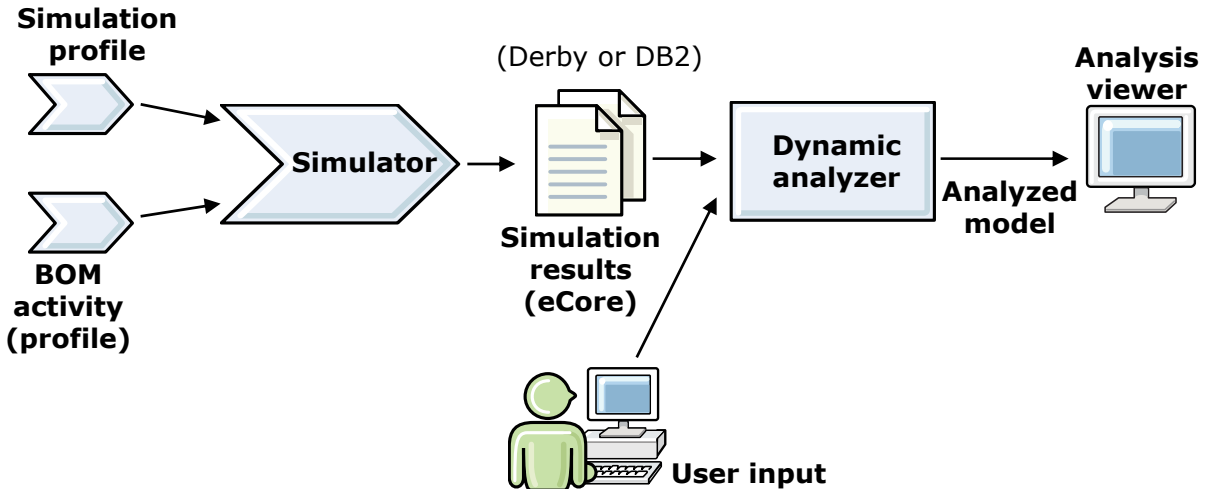 Simulation
profile
BOM
activity
(profile)
Simulator
(Derby or DB2)
Simulation
results
(eCore)
User input
Dynamic
analyzer
Analyzed
model
Analysis
viewer